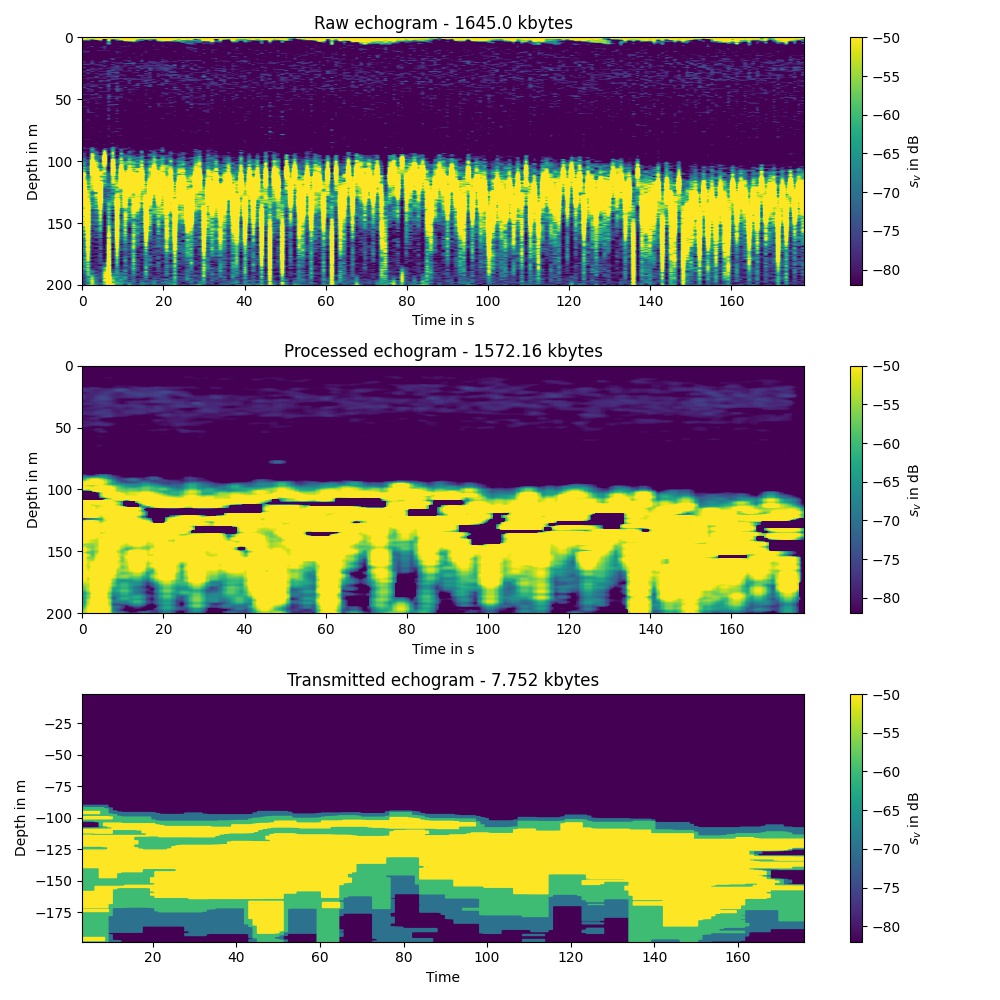 Raw echogram - 1645.0 kbytes
0
50
100
150
200
Depth in m
0 20 40 60 80 100 120 140 160
Time in s
−50
−55
−60
−65
−70
−75
−80
s_v in dB
Processed echogram - 1572.16 kbytes
0
50
100
150
200
Depth in m
0 20 40 60 80 100 120 140 160
Time in s
−50
−55
−60
−65
−70
−75
−80
s_v in dB
Transmitted echogram - 7.752 kbytes
−25
−50
−75
−100
−125
−150
−175
Depth in m
20 40 60 80 100 120 140 160
Time
−50
−55
−60
−65
−70
−75
−80
s_v in dB